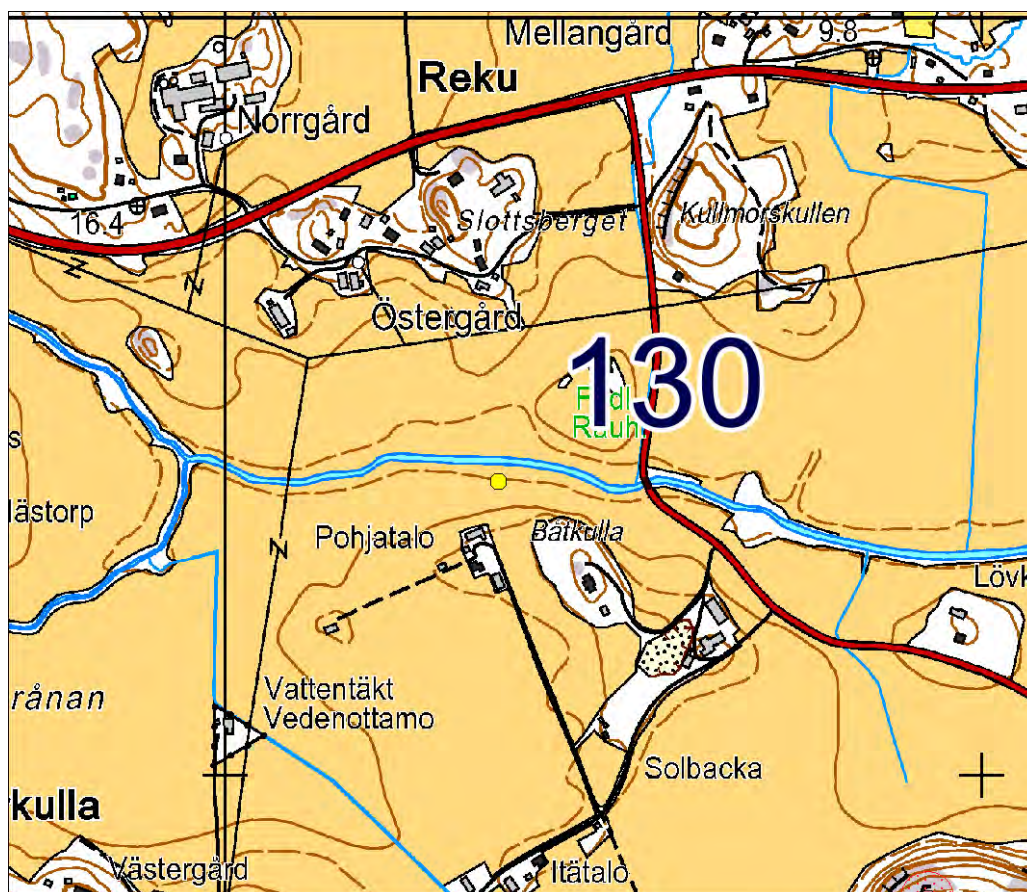 Mellangård
9.8
Reku
Norrgård
16.4
Slottsberget
Kullmorskullen
Östergård
130
Rauh
s
lästorp
Pohjatalo
Båtkulla
Lövk
rånan
Vattentäkt
Vedenottamo
Solbacka
kulla
Västergård
Itätalo